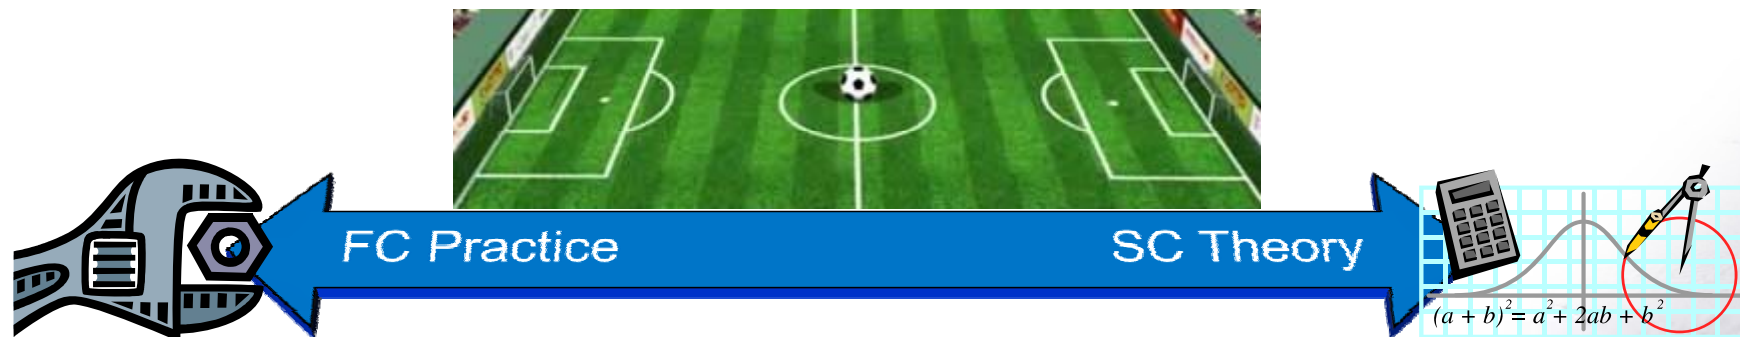 FC Practice
SC Theory
(a + b)²= a²+ 2ab + b²